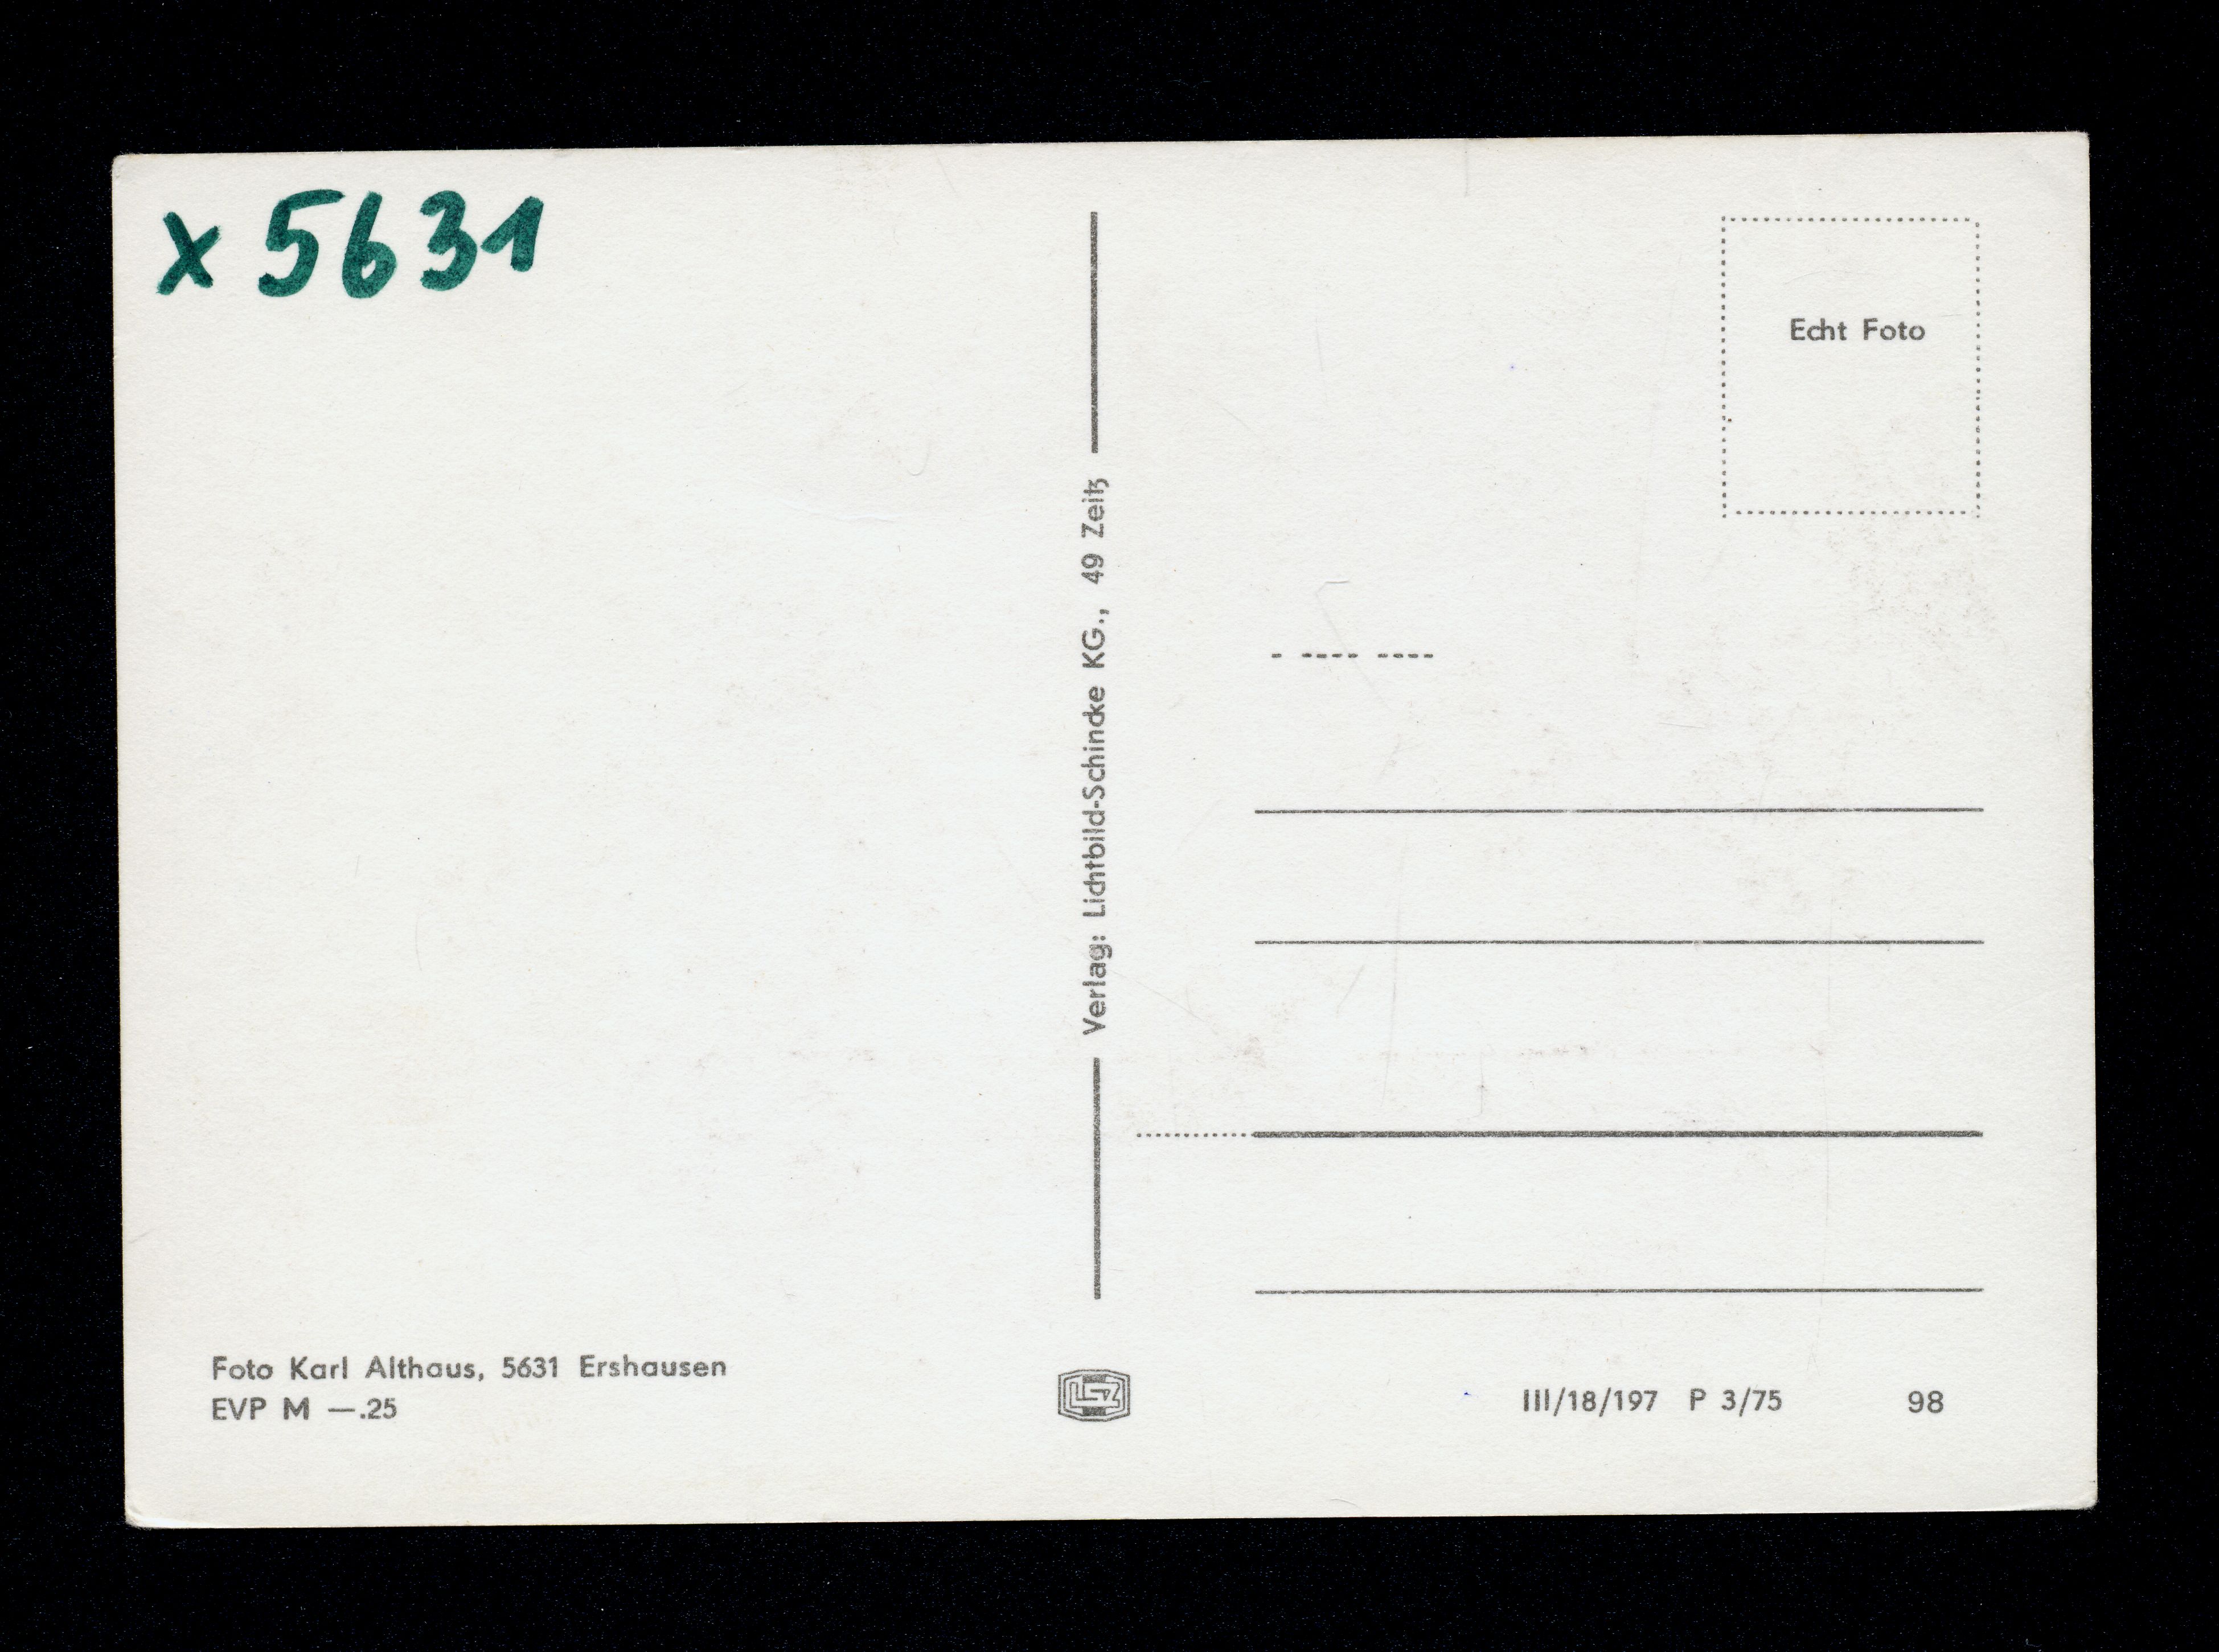 x 5631
Echt Foto
Verlag: Lichtbild-Schincke KG., 49 Zeitz
Foto Karl Althaus, 5631 Ershausen
EVP M —.25
LSZ
III/18/197 P 3/75 98